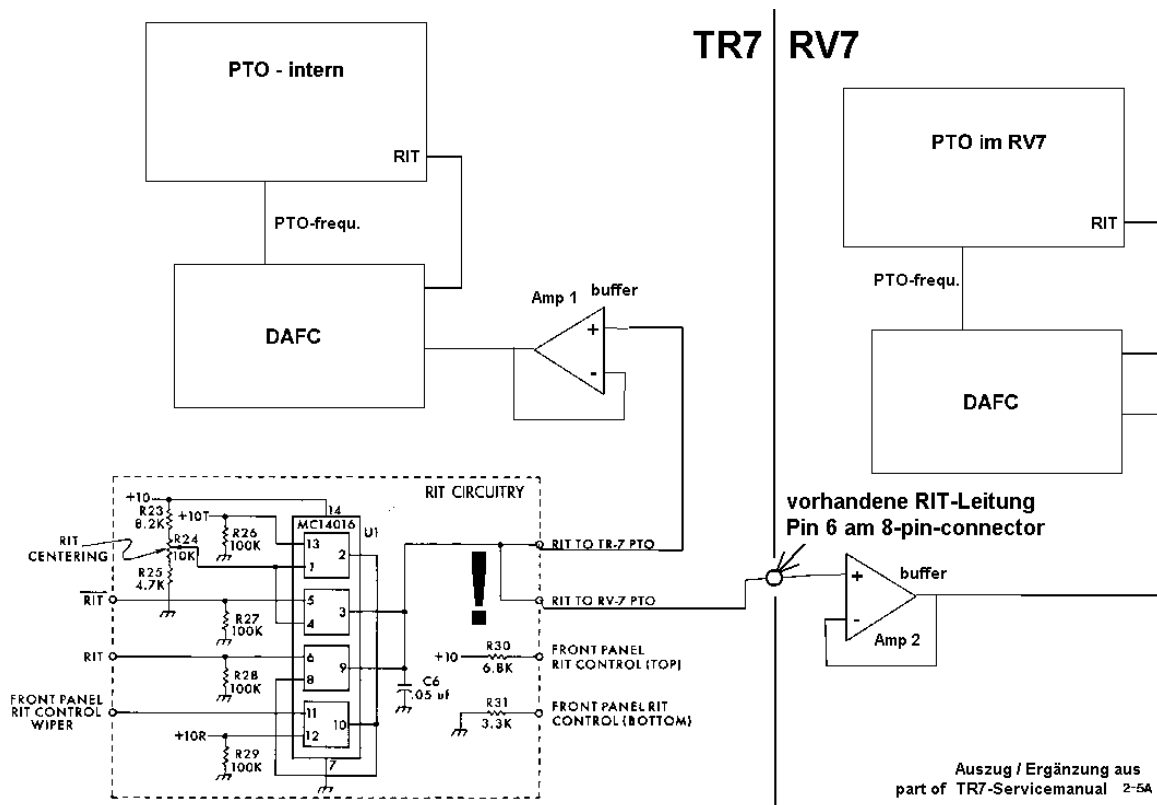 TR7 RV7
PTO - intern
RIT
PTO-frequ.
DAFC
Amp 1 buffer
+
-
PTO im RV7
RIT
PTO-frequ.
DAFC
vorhandene RIT-Leitung
Pin 6 am 8-pin-connector
+
-
buffer
Amp 2
RIT CIRCUITRY
+10
R23
8.2K
+10T
R26
100K
RIT
CENTERING
R24
10K
R25
4.7K
14
MC14016
U1
13
2
1
RIT
R27
100K
5
4
3
RIT
R28
100K
6
8
9
FRONT PANEL
RIT CONTROL
WIPER
11
12
10
+10R
R29
100K
7
C6
.05 uf
!
RIT TO TR-7 PTO
RIT TO RV-7 PTO
+10
R30
6.8K
FRONT PANEL
RIT CONTROL (TOP)
R31
3.3K
FRONT PANEL RIT
CONTROL (BOTTOM)
Auszug / Ergänzung aus
part of TR7-Servicemanual 2-5A